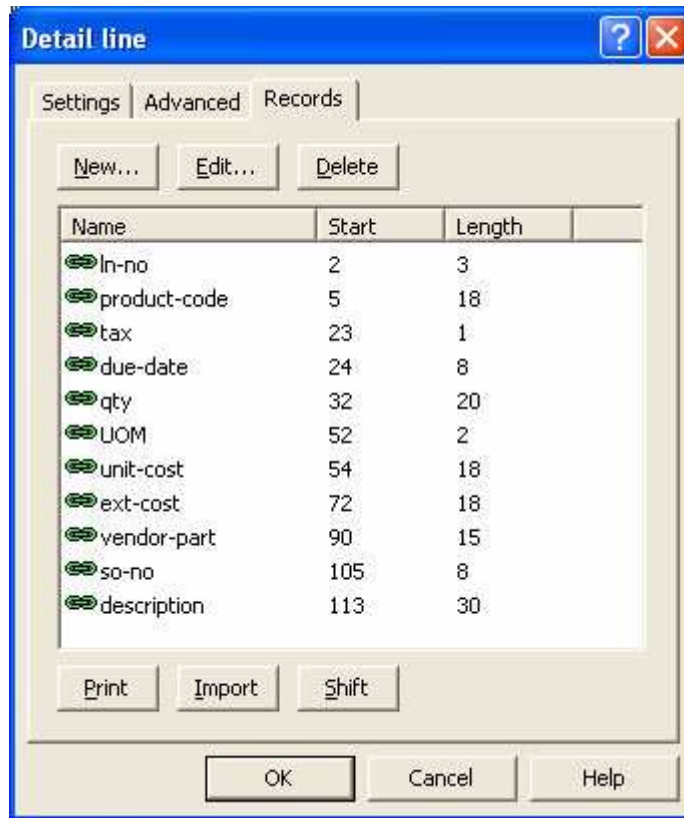 Detail line
Settings Advanced Records
New... Edit... Delete
Name Start Length
ln-no 2 3
product-code 5 18
tax 23 1
due-date 24 8
qty 32 20
UOM 52 2
unit-cost 54 18
ext-cost 72 18
vendor-part 90 15
so-no 105 8
description 113 30
Print Import Shift
OK Cancel Help